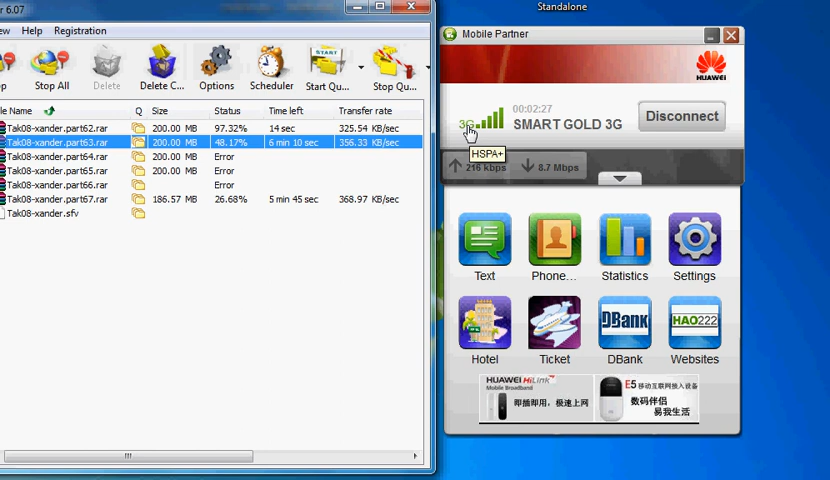 Standalone
r 6.07
ew Help Registration
op Stop All Delete Delete C... Options Scheduler Start Qu... Stop Qu...
le Name Q Size Status Time left Transfer rate
Tak08-xander.part62.rar 200.00 MB 97.32% 14 sec 325.54 KB/sec
Tak08-xander.part63.rar 200.00 MB 48.17% 6 min 10 sec 356.33 KB/sec
Tak08-xander.part64.rar 200.00 MB Error
Tak08-xander.part65.rar 200.00 MB Error
Tak08-xander.part66.rar Error
Tak08-xander.part67.rar 186.57 MB 26.68% 5 min 45 sec 368.97 KB/sec
Tak08-xander.sfv
Mobile Partner
HUAWEI
3G
00:02:27
SMART GOLD 3G
Disconnect
HSPA+
216 kbps 8.7 Mbps
Text Phone... Statistics Settings
DBank HAO222
Hotel Ticket DBank Websites
HUAWEI HiLink
Mobile Broadband
即插即用，极速上网
E5 移动互联网接入设备
数码伴侣
易我生活